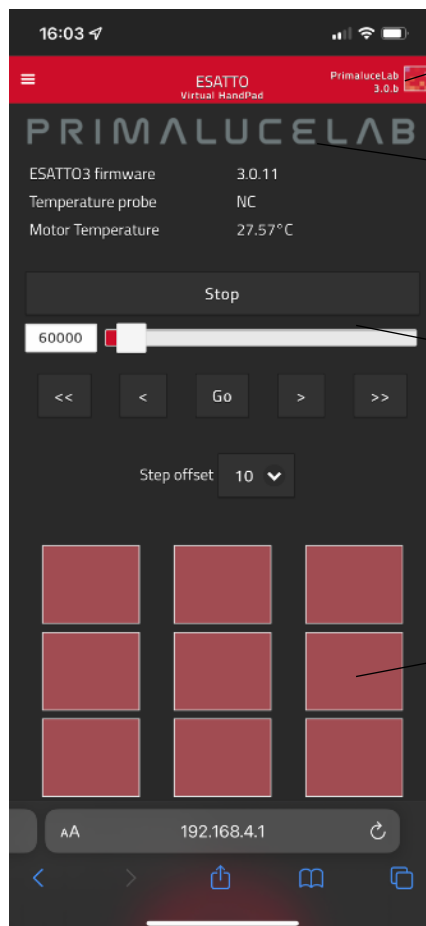 16:03
ESATTO
Virtual HandPad
PrimaluceLab
3.0.b
PRIMALUCELAB
ESATTO3 firmware 3.0.11
Temperature probe NC
Motor Temperature 27.57°C
Stop
60000
<< < Go > >>
Step offset 10
AA 192.168.4.1